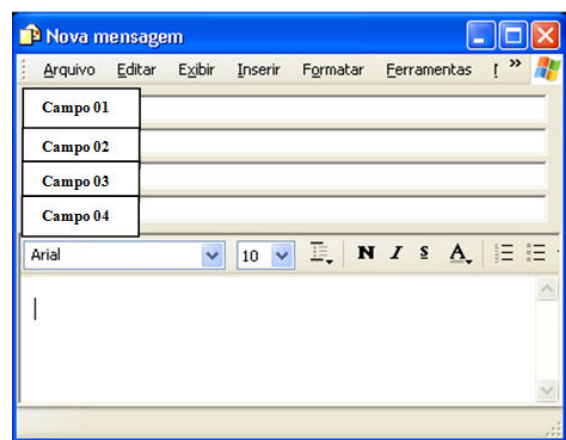 Nova mensagem
Arquivo Editar Exibir Inserir Formatar Ferramentas »
Campo 01
Campo 02
Campo 03
Campo 04
Arial 10 N I s A